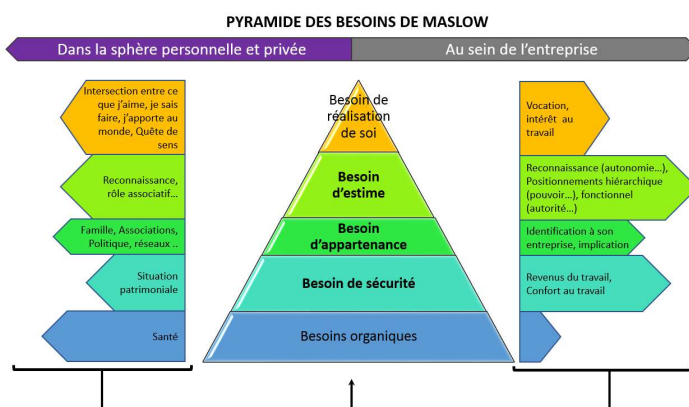 PYRAMIDE DES BESOINS DE MASLOW
Dans la sphère personnelle et privée
Au sein de l'entreprise
Intersection entre ce
que j'aime, je sais
faire, j'apporte au
monde, Quête de
sens
Besoin de
réalisation
de soi
Vocation,
intérêt au
travail
Reconnaissance,
rôle associatif...
Besoin
d'estime
Reconnaissance (autonomie...),
Positionnements hiérarchique
(pouvoir...), fonctionnel
(autorité...)
Famille, Associations,
Politique, réseaux ..
Besoin
d'appartenance
Identification à son
entreprise, implication
Situation
patrimoniale
Besoin de sécurité
Revenus du travail,
Confort au travail
Santé
Besoins organiques